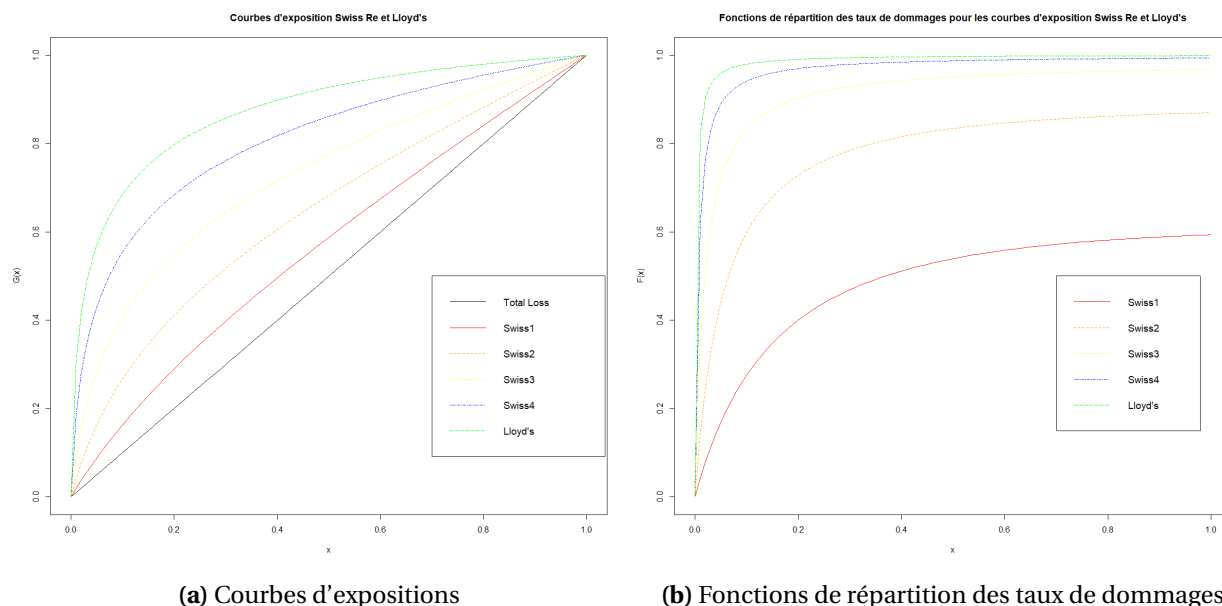 Courbes d'exposition Swiss Re et Lloyd's
G(x)
1.0
0.8
0.6
0.4
0.2
0.0
Total Loss
Swiss1
Swiss2
Swiss3
Swiss4
Lloyd's
0.0 0.2 0.4 0.6 0.8 1.0
x
(a) Courbes d'expositions
Fonctions de répartition des taux de dommages pour les courbes d'exposition Swiss Re et Lloyd's
F(x)
1.0
0.8
0.6
0.4
0.2
0.0
Swiss1
Swiss2
Swiss3
Swiss4
Lloyd's
0.0 0.2 0.4 0.6 0.8 1.0
x
(b) Fonctions de répartition des taux de dommages